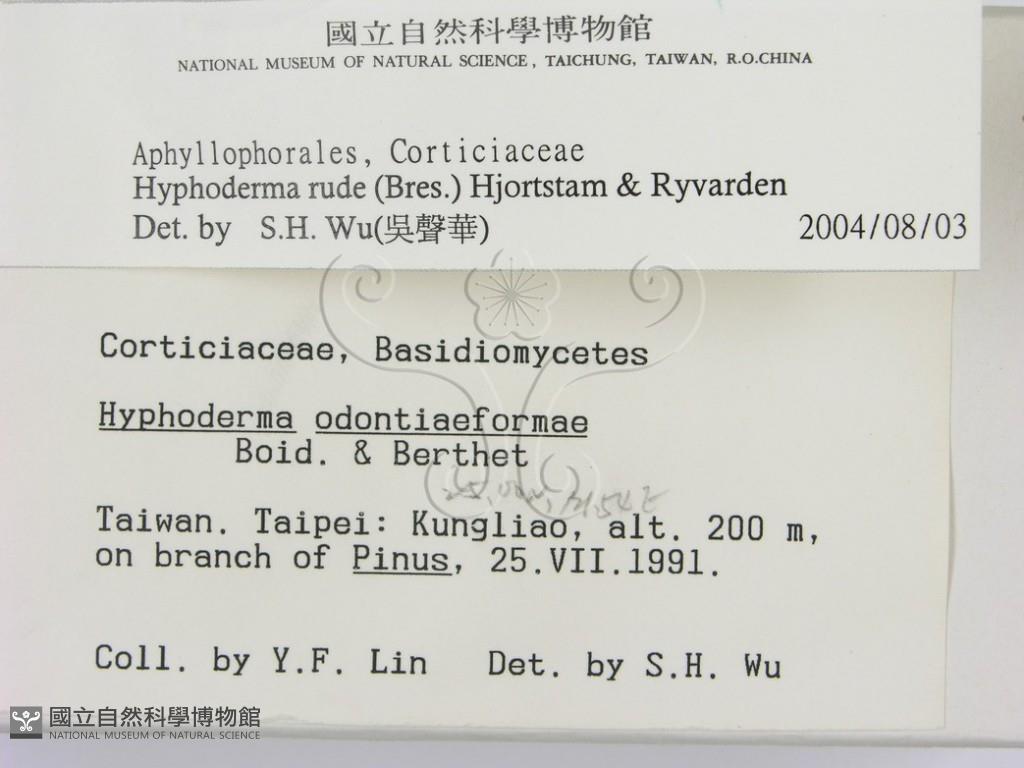 國立自然科學博物館
NATIONAL MUSEUM OF NATURAL SCIENCE, TAICHUNG, TAIWAN, R.O.CHINA
Aphyllophorales, Corticiaceae
Hyphoderma rude (Bres.) Hjortstam & Ryvarden
Det. by S.H. Wu(吳聲華) 2004/08/03
Corticiaceae, Basidiomycetes
Hyphoderma odontiaeformae
Boid. & Berthet
Taiwan. Taipei: Kungliao, alt. 200 m,
on branch of Pinus, 25.VII.1991.
Coll. by Y.F. Lin Det. by S.H. Wu
國立自然科學博物館
NATIONAL MUSEUM OF NATURAL SCIENCE